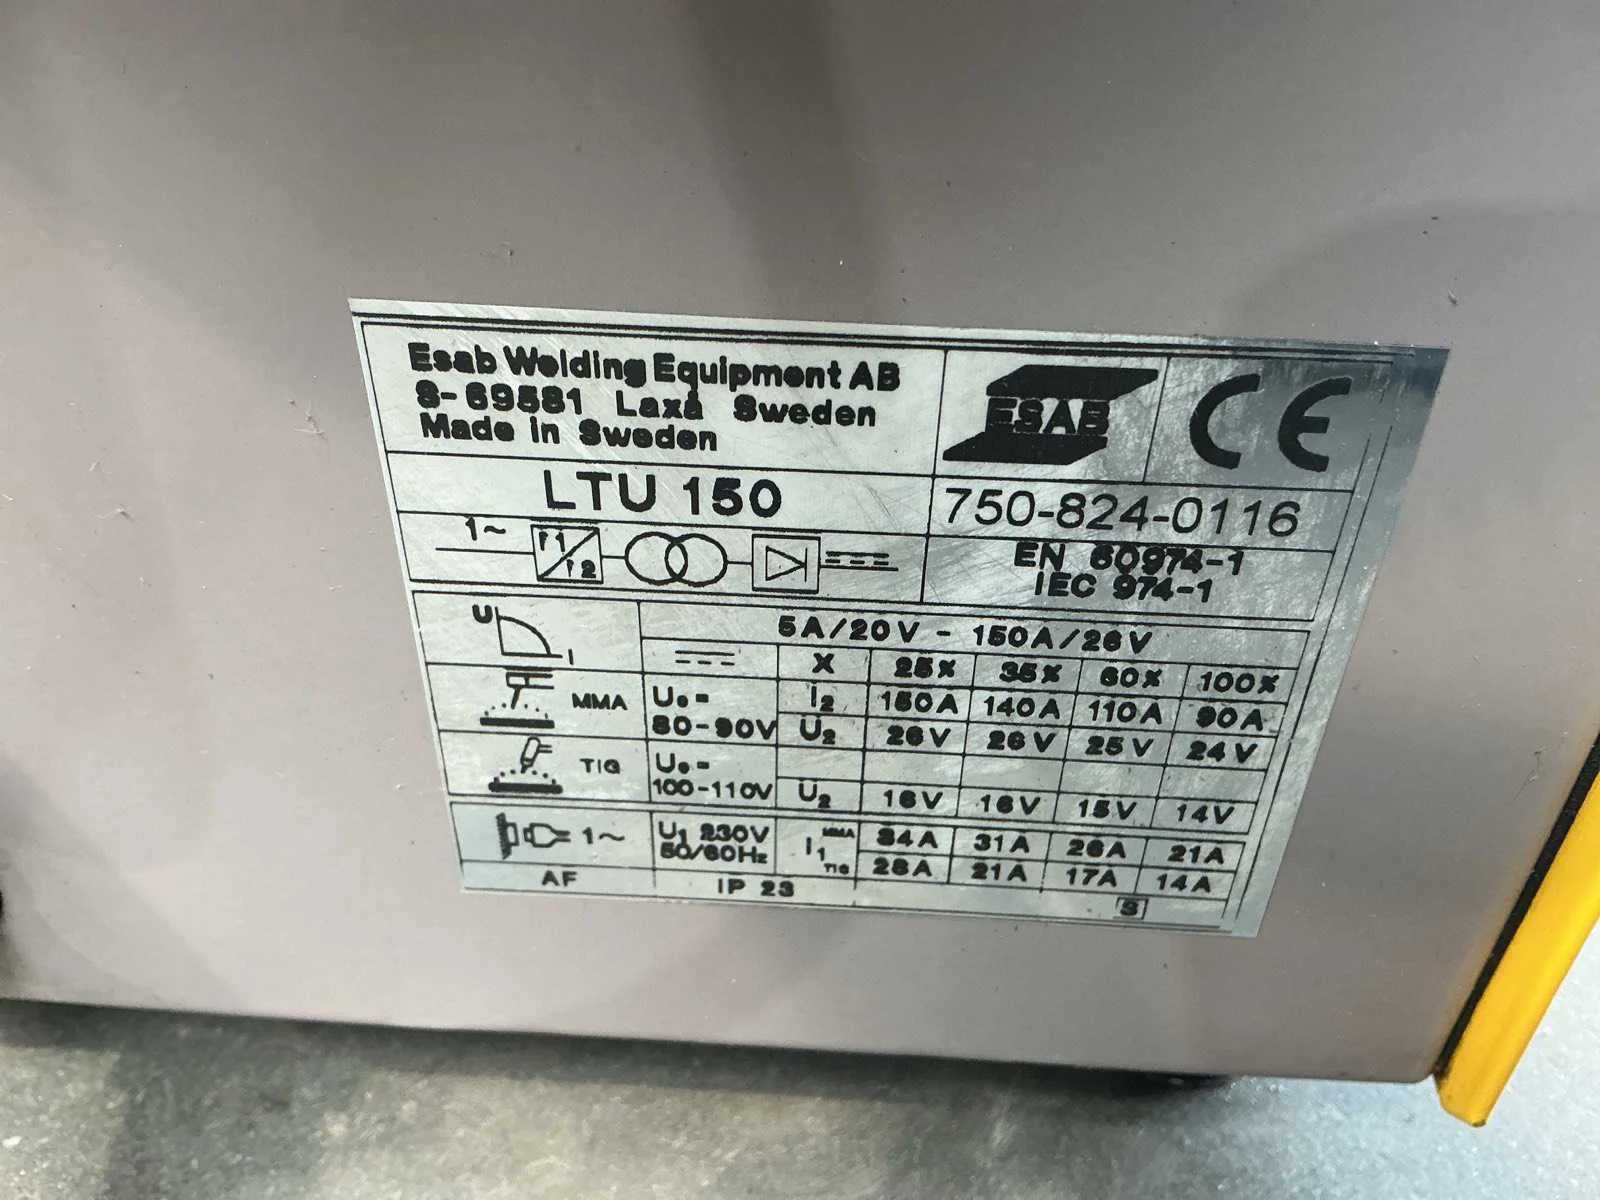 Esab Welding Equipment AB
S-69581 Laxå Sweden
Made in Sweden
ESAB
CE
LTU 150
750-824-0116
1~
f1
f2
EN 60974-1
IEC 974-1
U
I
5A/20V - 150A/26V
X 25% 35% 60% 100%
MMA
U₀=
80-90V
I₂ 150A 140A 110A 90A
U₂ 26V 26V 25V 24V
TIG
U₀=
100-110V
U₂ 16V 16V 15V 14V
1~
U₁ 230V
50/60Hz
I₁
MMA 34A 31A 26A 21A
TIG 26A 21A 17A 14A
AF IP 23 S